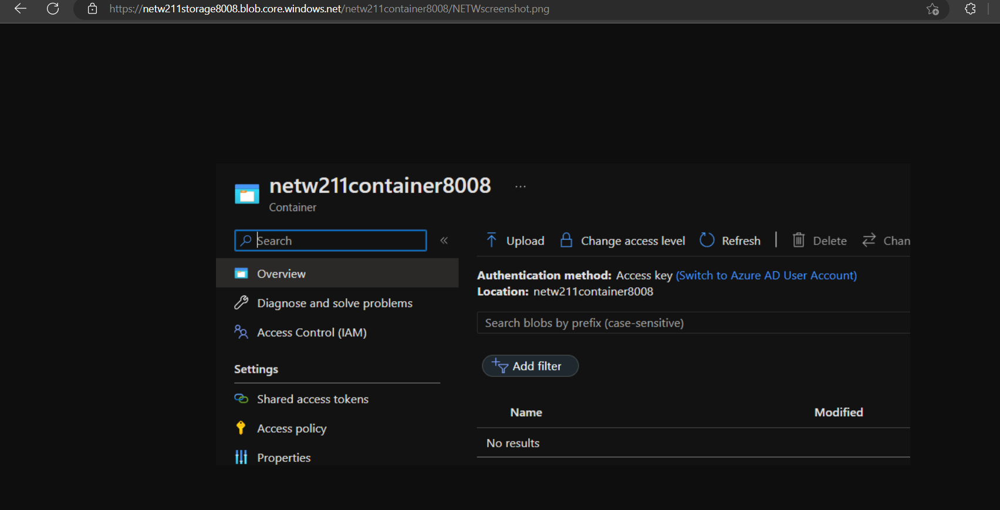 https://netw211storage8008.blob.core.windows.net/netw211container8008/NETWscreenshot.png
netw211container8008 ...
Container
Search «
Upload Change access level Refresh | Delete Chan
Overview
Authentication method: Access key (Switch to Azure AD User Account)
Location: netw211container8008
Diagnose and solve problems
Search blobs by prefix (case-sensitive)
Access Control (IAM)
Add filter
Settings
Shared access tokens
Name Modified
Access policy
No results
Properties